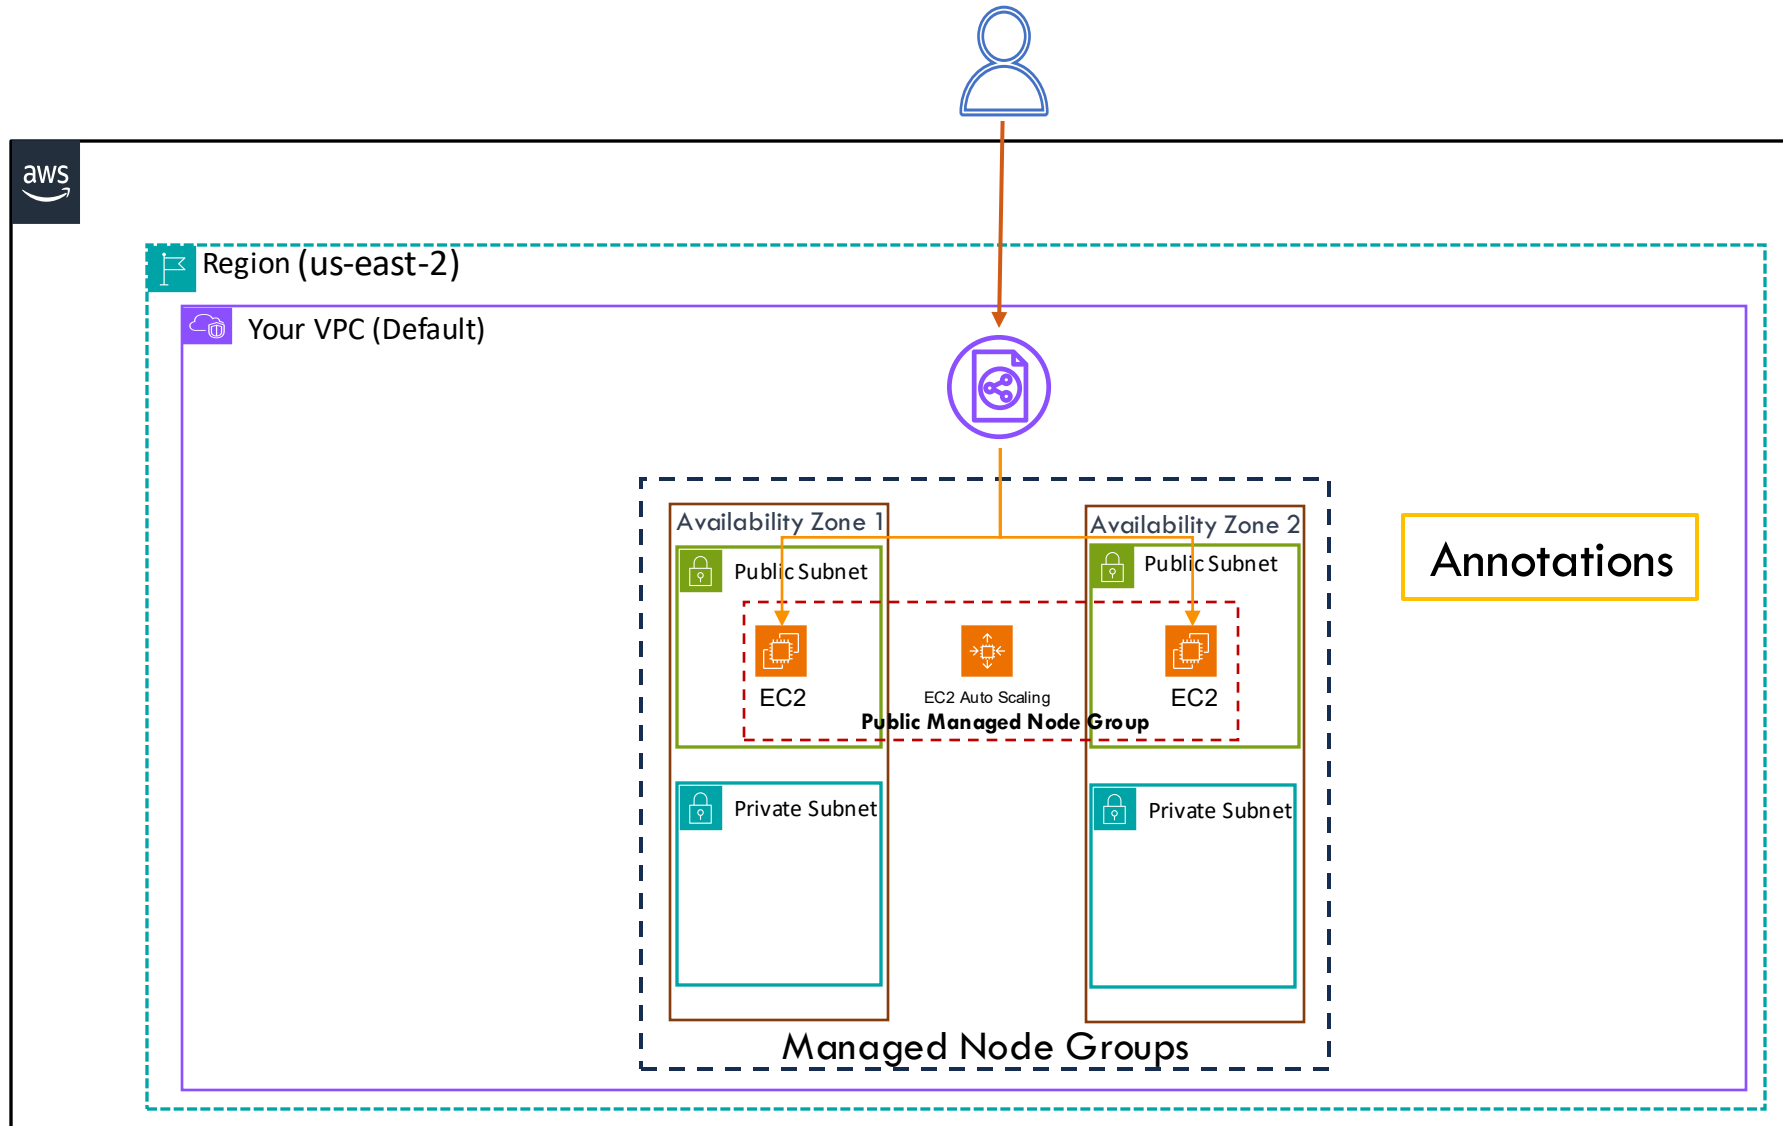 aws
Region (us-east-2)
Your VPC (Default)
Availability Zone 1
Availability Zone 2
Public Subnet
Public Subnet
Annotations
EC2
EC2 Auto Scaling
EC2
Public Managed Node Group
Private Subnet
Private Subnet
Managed Node Groups